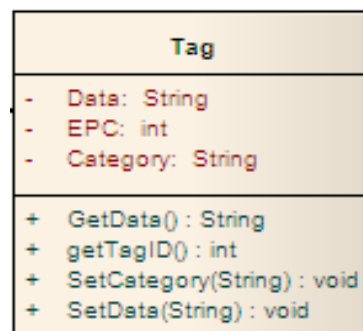 Tag
- Data: String
- EPC: int
- Category: String
+ GetData() : String
+ getTagID() : int
+ SetCategory(String) : void
+ SetData(String) : void